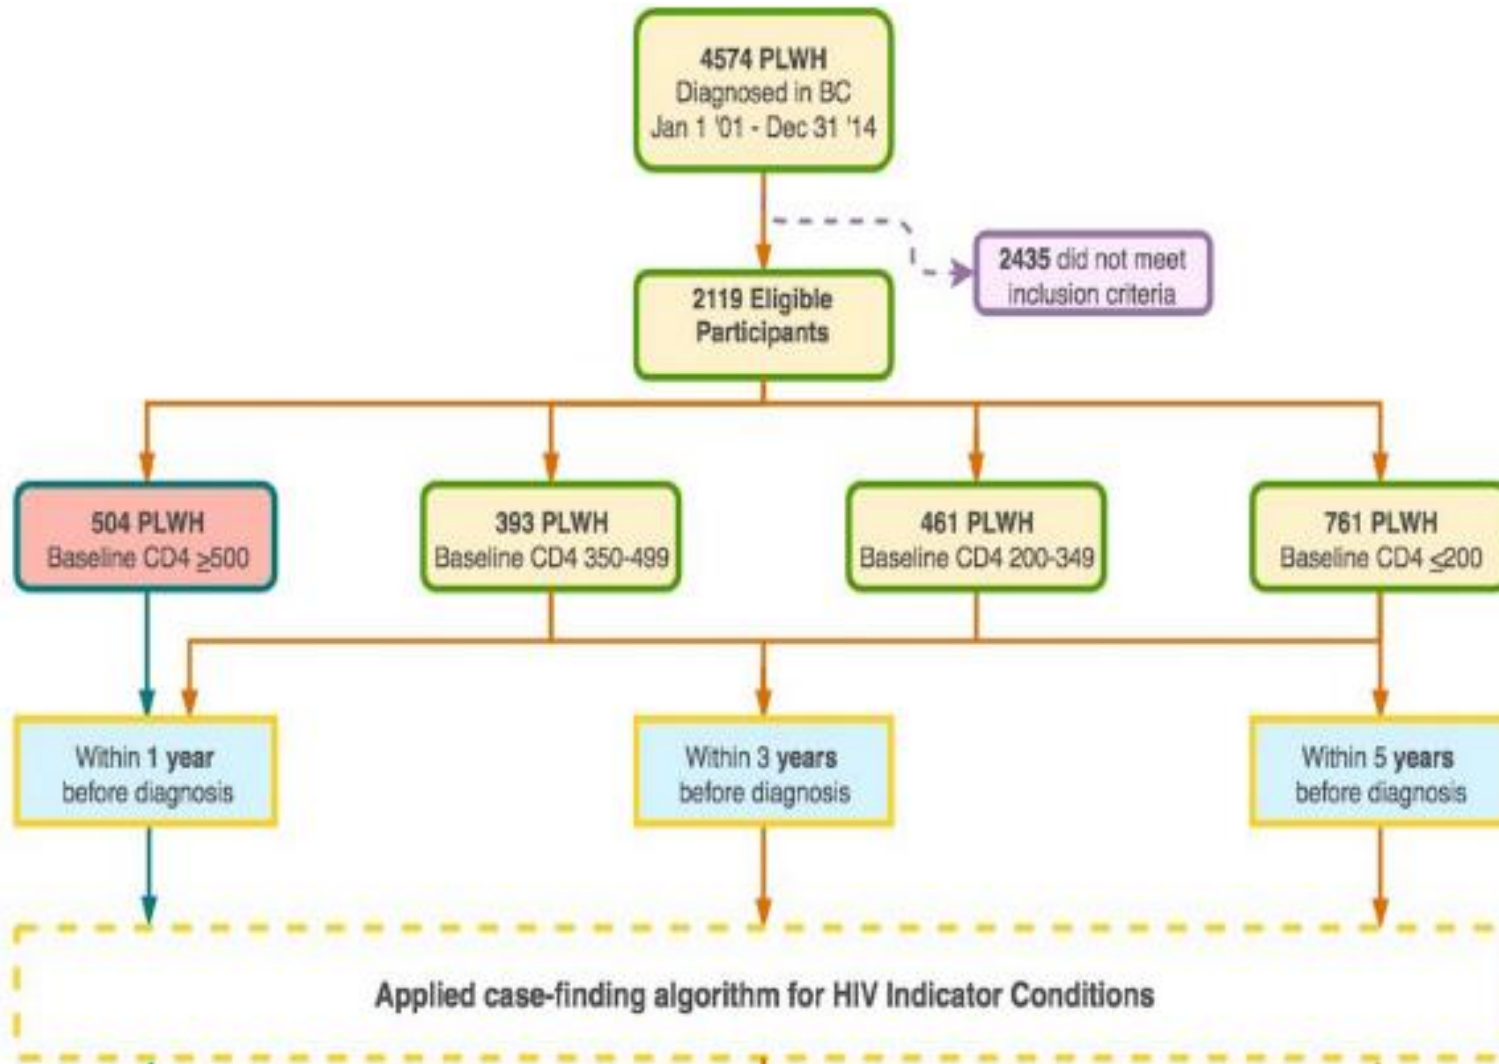 4574 PLWH
Diagnosed in BC
Jan 1 '01 - Dec 31 '14
2435 did not meet
inclusion criteria
2119 Eligible
Participants
504 PLWH
Baseline CD4 ≥500
393 PLWH
Baseline CD4 350-499
461 PLWH
Baseline CD4 200-349
761 PLWH
Baseline CD4 ≤200
Within 1 year
before diagnosis
Within 3 years
before diagnosis
Within 5 years
before diagnosis
Applied case-finding algorithm for HIV Indicator Conditions